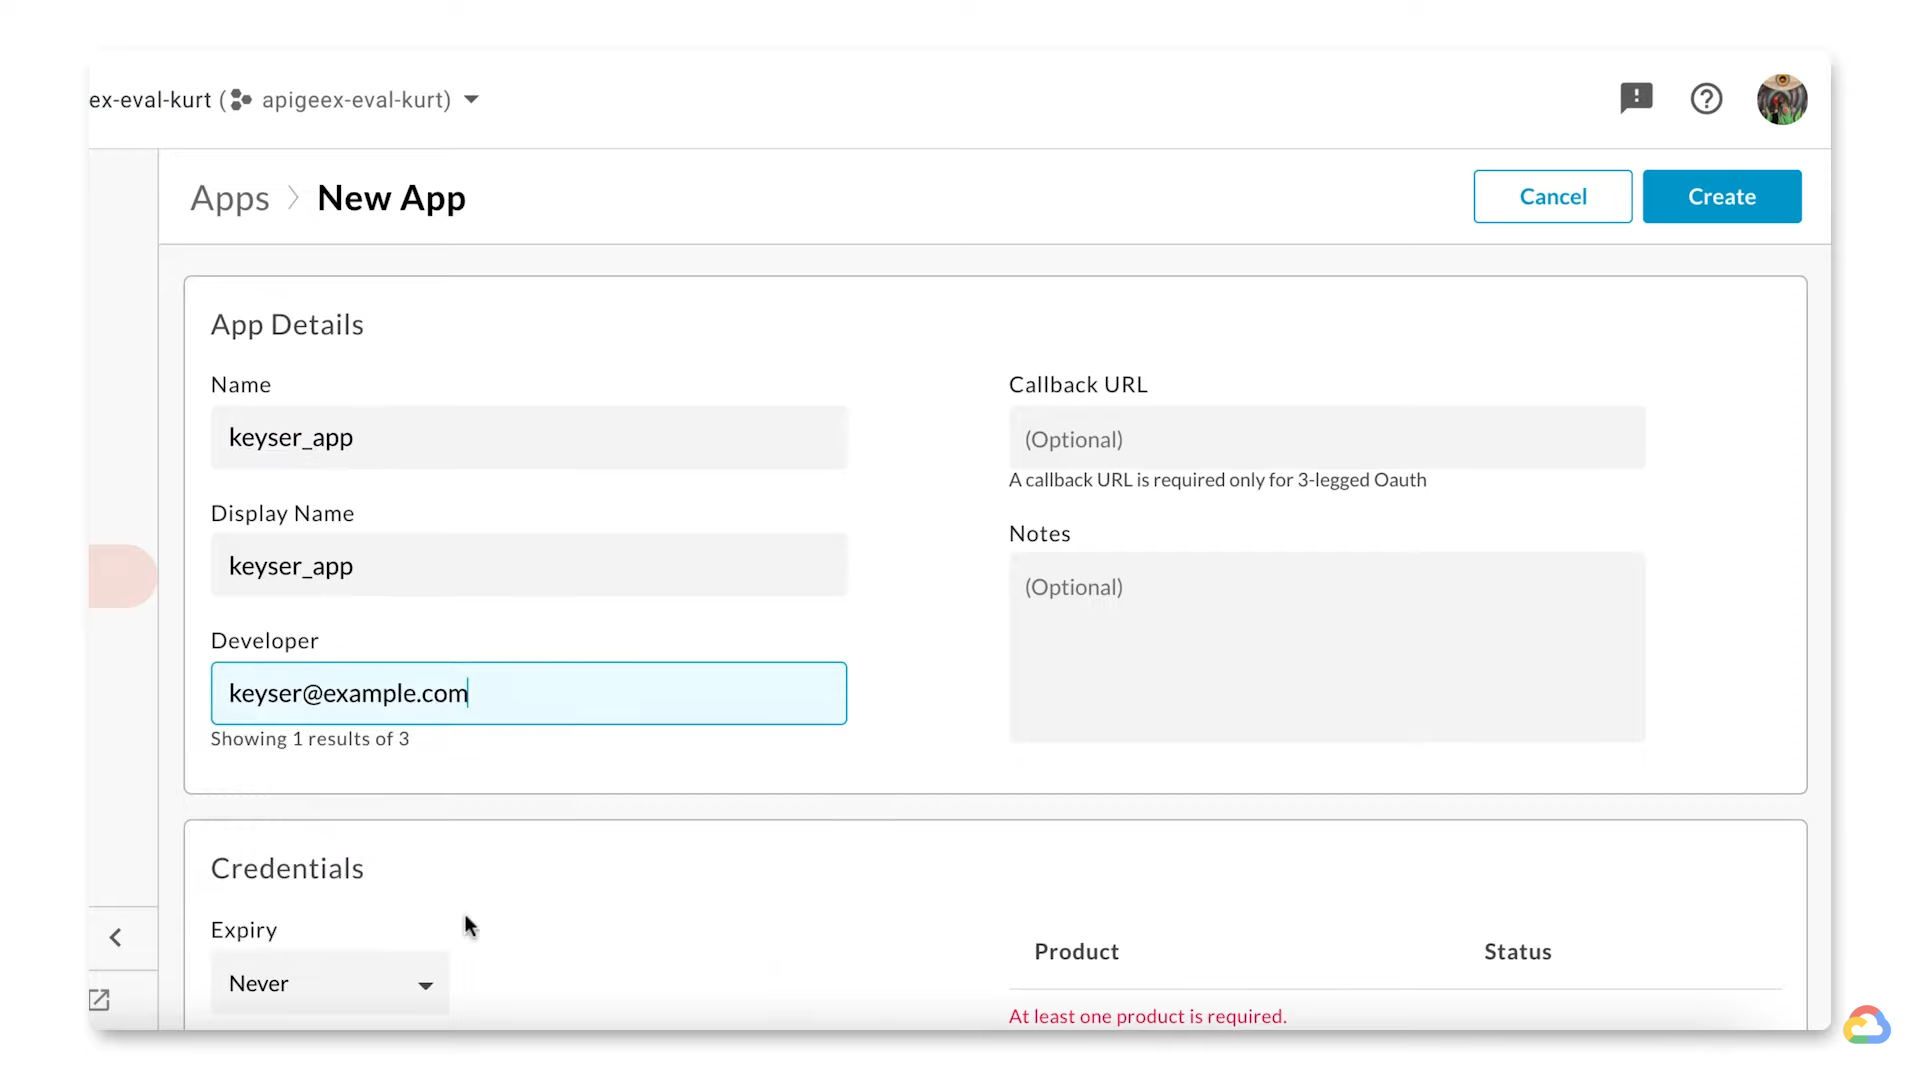 ex-eval-kurt ( apigeex-eval-kurt)
Apps > New App
Cancel
Create
App Details
Name
keyser_app
Display Name
keyser_app
Developer
keyser@example.com
Showing 1 results of 3
Callback URL
(Optional)
A callback URL is required only for 3-legged Oauth
Notes
(Optional)
Credentials
Expiry
Never
Product Status
At least one product is required.